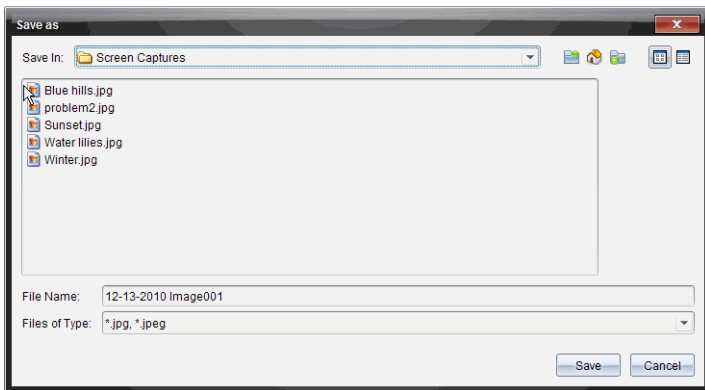 Save as
Save In: Screen Captures
Blue hills.jpg
problem2.jpg
Sunset.jpg
Water lilies.jpg
Winter.jpg
File Name: 12-13-2010 Image001
Files of Type: *.jpg, *.jpeg
Save Cancel